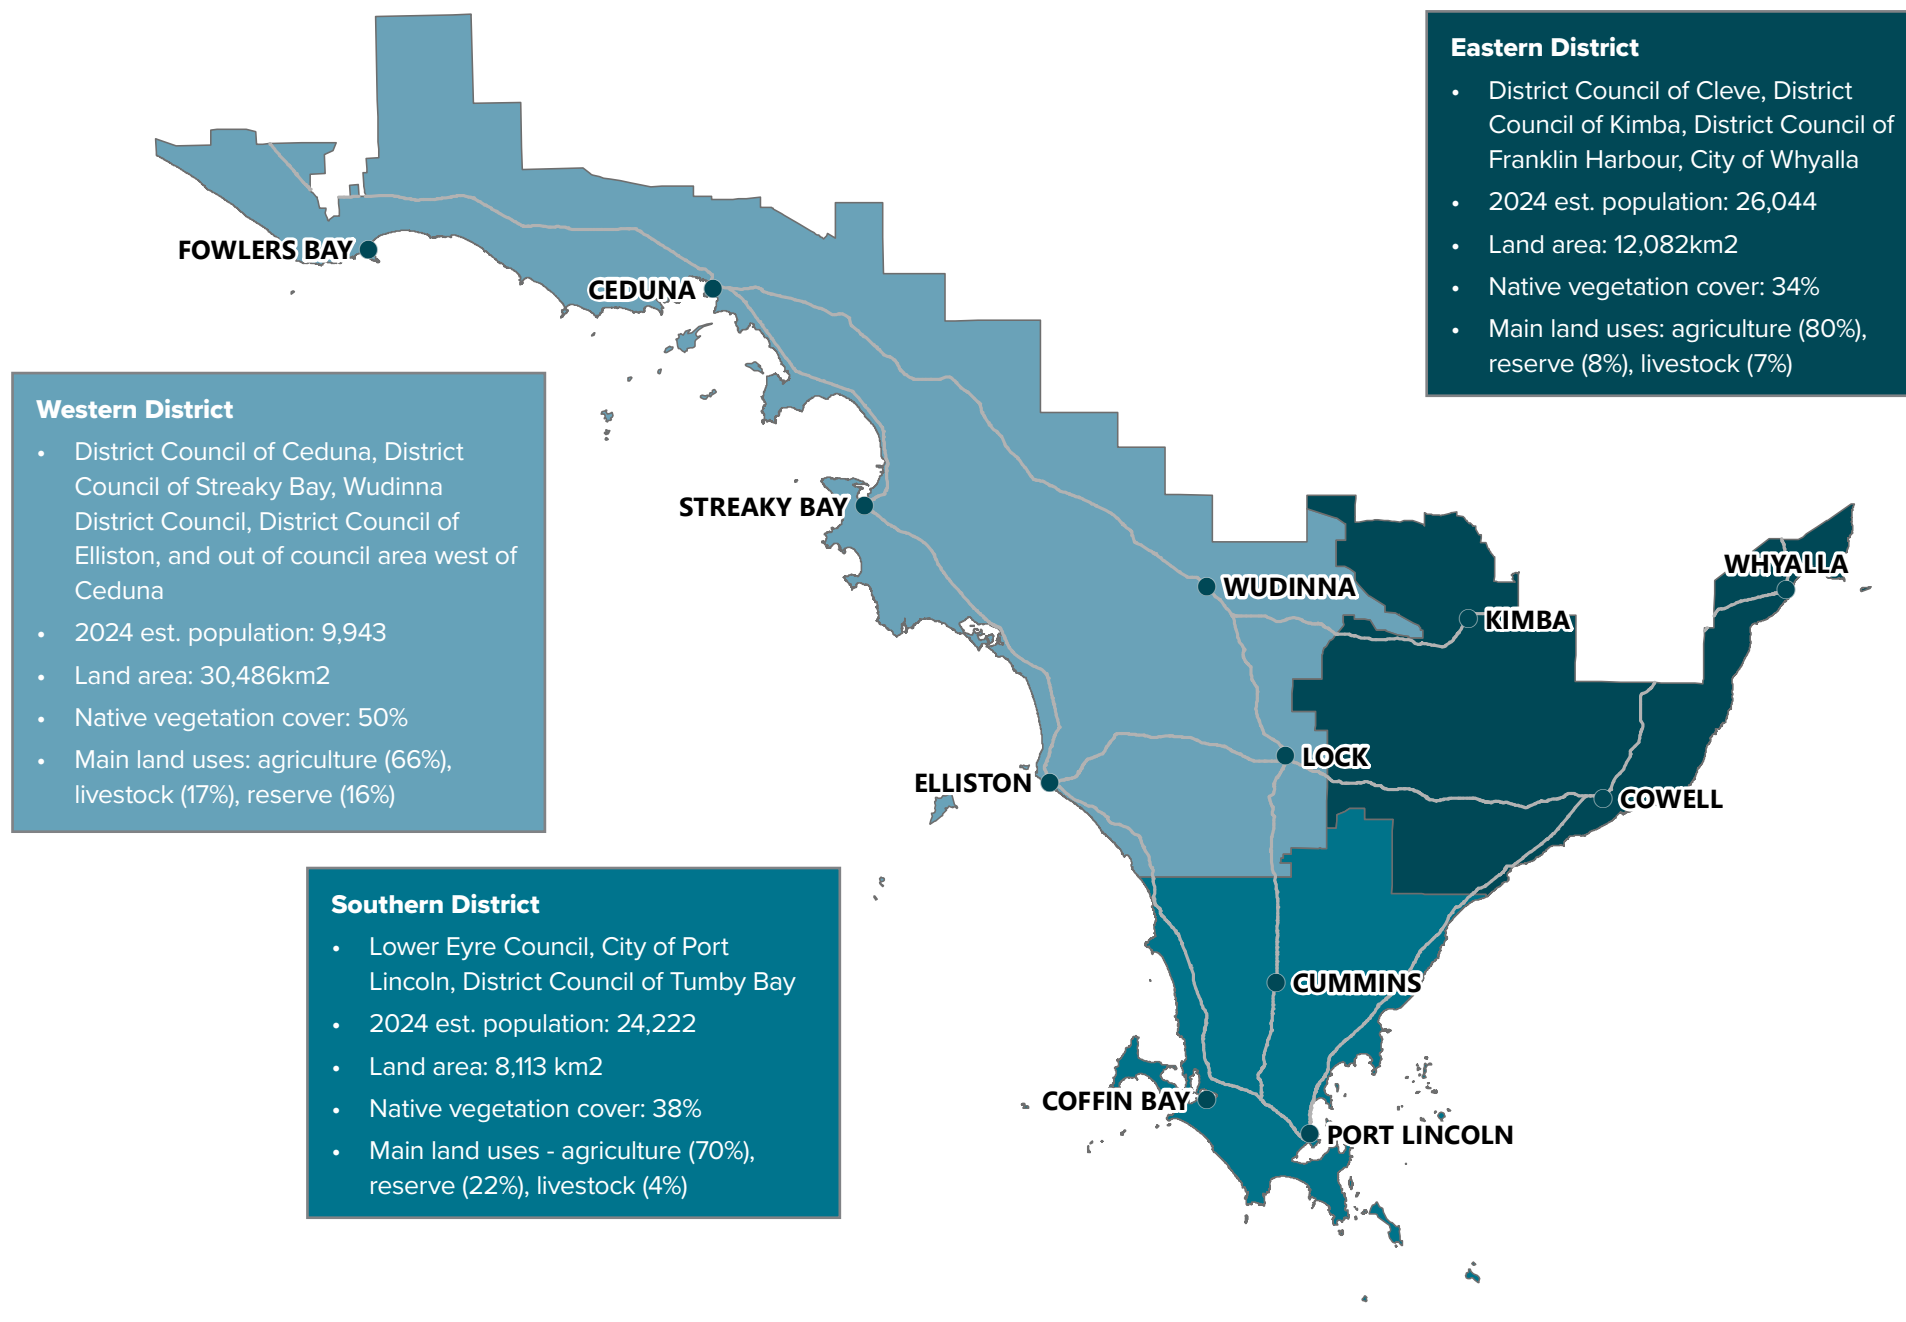 Eastern District
• District Council of Cleve, District
Council of Kimba, District Council of
Franklin Harbour, City of Whyalla
• 2024 est. population: 26,044
• Land area: 12,082km2
• Native vegetation cover: 34%
• Main land uses: agriculture (80%),
reserve (8%), livestock (7%)
FOWLERS BAY
CEDUNA
Western District
• District Council of Ceduna, District
Council of Streaky Bay, Wudinna
District Council, District Council of
Elliston, and out of council area west of
Ceduna
• 2024 est. population: 9,943
• Land area: 30,486km2
• Native vegetation cover: 50%
• Main land uses: agriculture (66%),
livestock (17%), reserve (16%)
STREAKY BAY
WHYALLA
WUDINNA
KIMBA
LOCK
ELLISTON
COWELL
Southern District
• Lower Eyre Council, City of Port
Lincoln, District Council of Tumby Bay
• 2024 est. population: 24,222
• Land area: 8,113 km2
• Native vegetation cover: 38%
• Main land uses - agriculture (70%),
reserve (22%), livestock (4%)
CUMMINS
COFFIN BAY
PORT LINCOLN